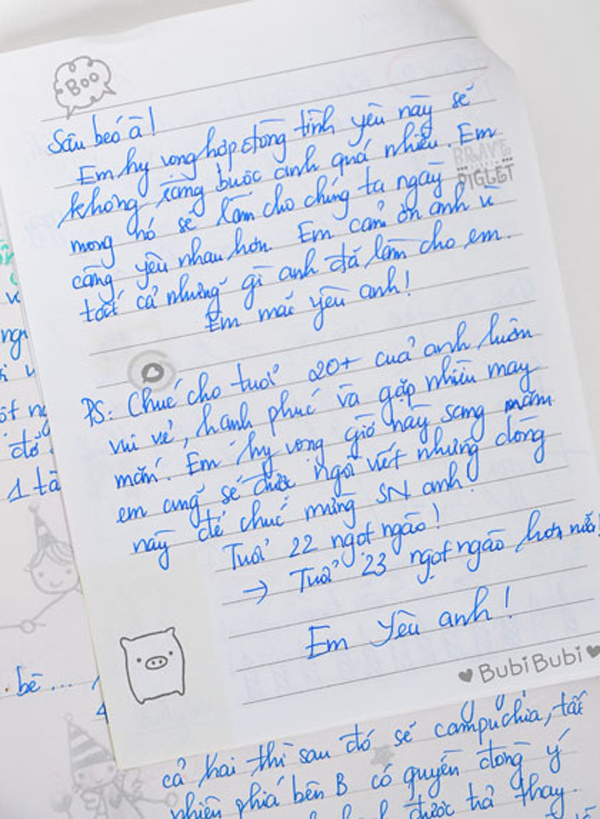 Boo
Sâu béo à!
Em hy vọng hợp đồng tình yêu này sẽ
không ràng buộc anh quá nhiều. Em
mong nó sẽ làm cho chúng ta ngày
càng yêu nhau hơn. Em cảm ơn anh vì
tất cả những gì anh đã làm cho em.
Em mãi yêu anh!
BRAVE
PIGLET
PS: Chúc cho tuổi 20+ của anh luôn
vui vẻ, hạnh phúc và gặp nhiều may
mắn. Em hy vọng giờ này sang năm
em cũng sẽ được ngồi viết những dòng
này để chúc mừng SN anh.
Tuổi 22 ngọt ngào!
→ Tuổi 23 ngọt ngào hơn nữa!
Em yêu anh!
♥ BubiBubi ♥
1
bê...
cả hai thì sau đó sẽ campuchia, tất
nhiên phía bên B có quyền đồng ý
được trả thay